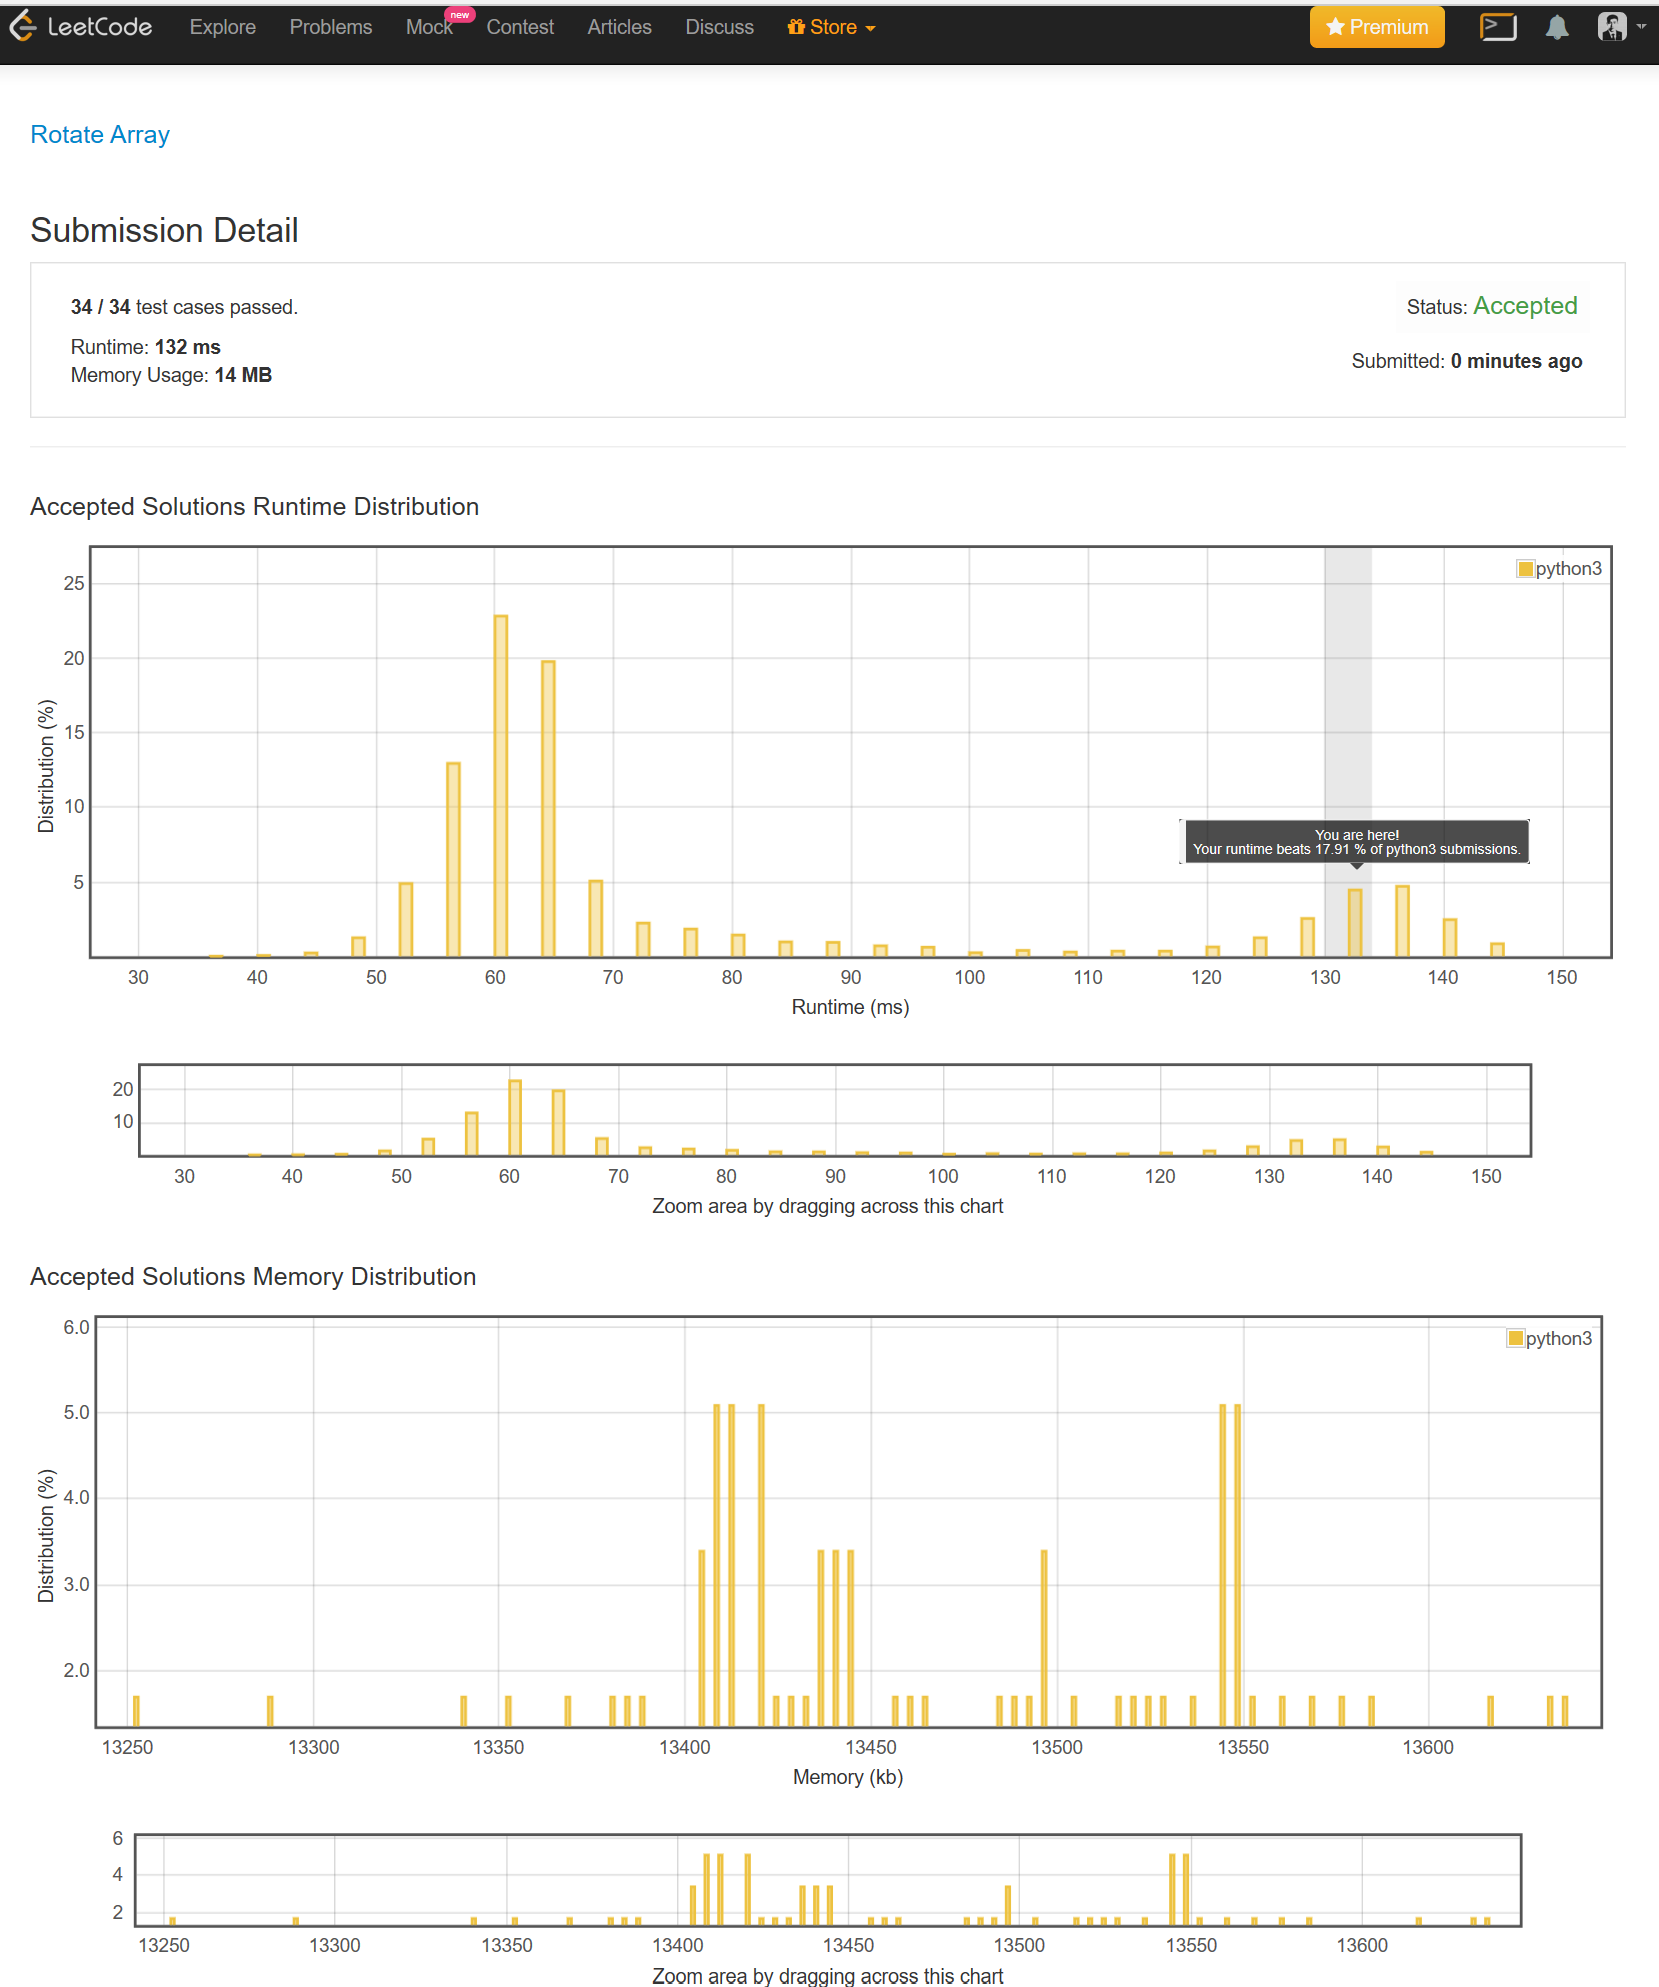 LeetCode Explore Problems Mock new Contest Articles Discuss Store Premium
Rotate Array
Submission Detail
34 / 34 test cases passed.
Status: Accepted
Runtime: 132 ms
Memory Usage: 14 MB
Submitted: 0 minutes ago
Accepted Solutions Runtime Distribution
python3
25
20
15
10
5
Distribution (%)
You are here!
Your runtime beats 17.91 % of python3 submissions.
30 40 50 60 70 80 90 100 110 120 130 140 150
Runtime (ms)
20
10
30 40 50 60 70 80 90 100 110 120 130 140 150
Zoom area by dragging across this chart
Accepted Solutions Memory Distribution
python3
6.0
5.0
4.0
3.0
2.0
Distribution (%)
13250 13300 13350 13400 13450 13500 13550 13600
Memory (kb)
6
4
2
13250 13300 13350 13400 13450 13500 13550 13600
Zoom area by dragging across this chart